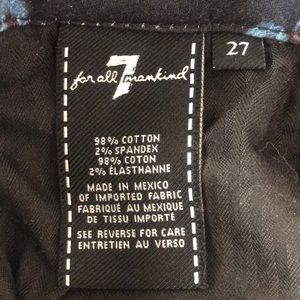 7
for all mankind
27
98% COTTON
2% SPANDEX
98% COTON
2% ÉLASTHANNE
MADE IN MEXICO
OF IMPORTED FABRIC
FABRIQUÉ AU MEXIQUE
DE TISSU IMPORTÉ
SEE REVERSE FOR CARE
ENTRETIEN AU VERSO